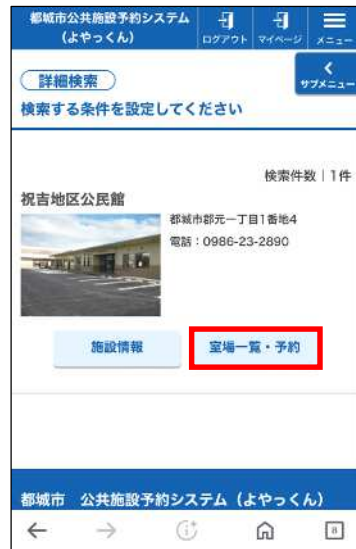 都城市公共施設予約システム
(よやっくん)
ログアウト
マイページ
メニュー
サブメニュー
詳細検索
検索する条件を設定してください
検索件数｜1件
祝吉地区公民館
都城市郡元一丁目1番地4
電話：0986-23-2890
施設情報
室場一覧・予約
都城市 公共施設予約システム（よやっくん）
8